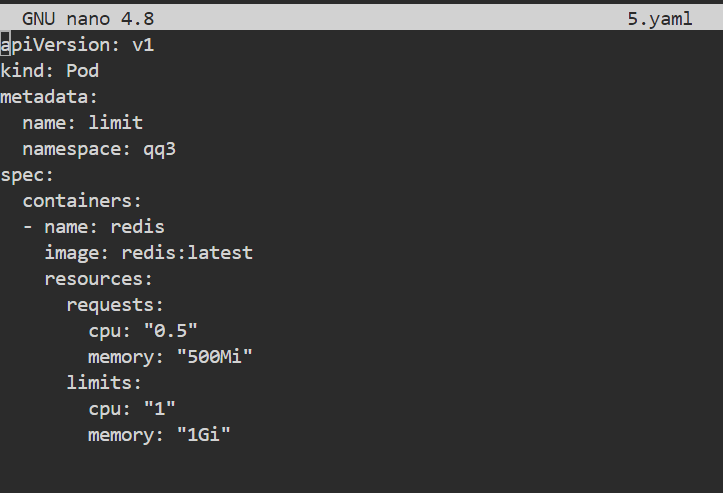 GNU nano 4.8 5.yaml
apiVersion: v1
kind: Pod
metadata:
  name: limit
  namespace: qq3
spec:
  containers:
  - name: redis
    image: redis:latest
    resources:
      requests:
        cpu: "0.5"
        memory: "500Mi"
      limits:
        cpu: "1"
        memory: "1Gi"